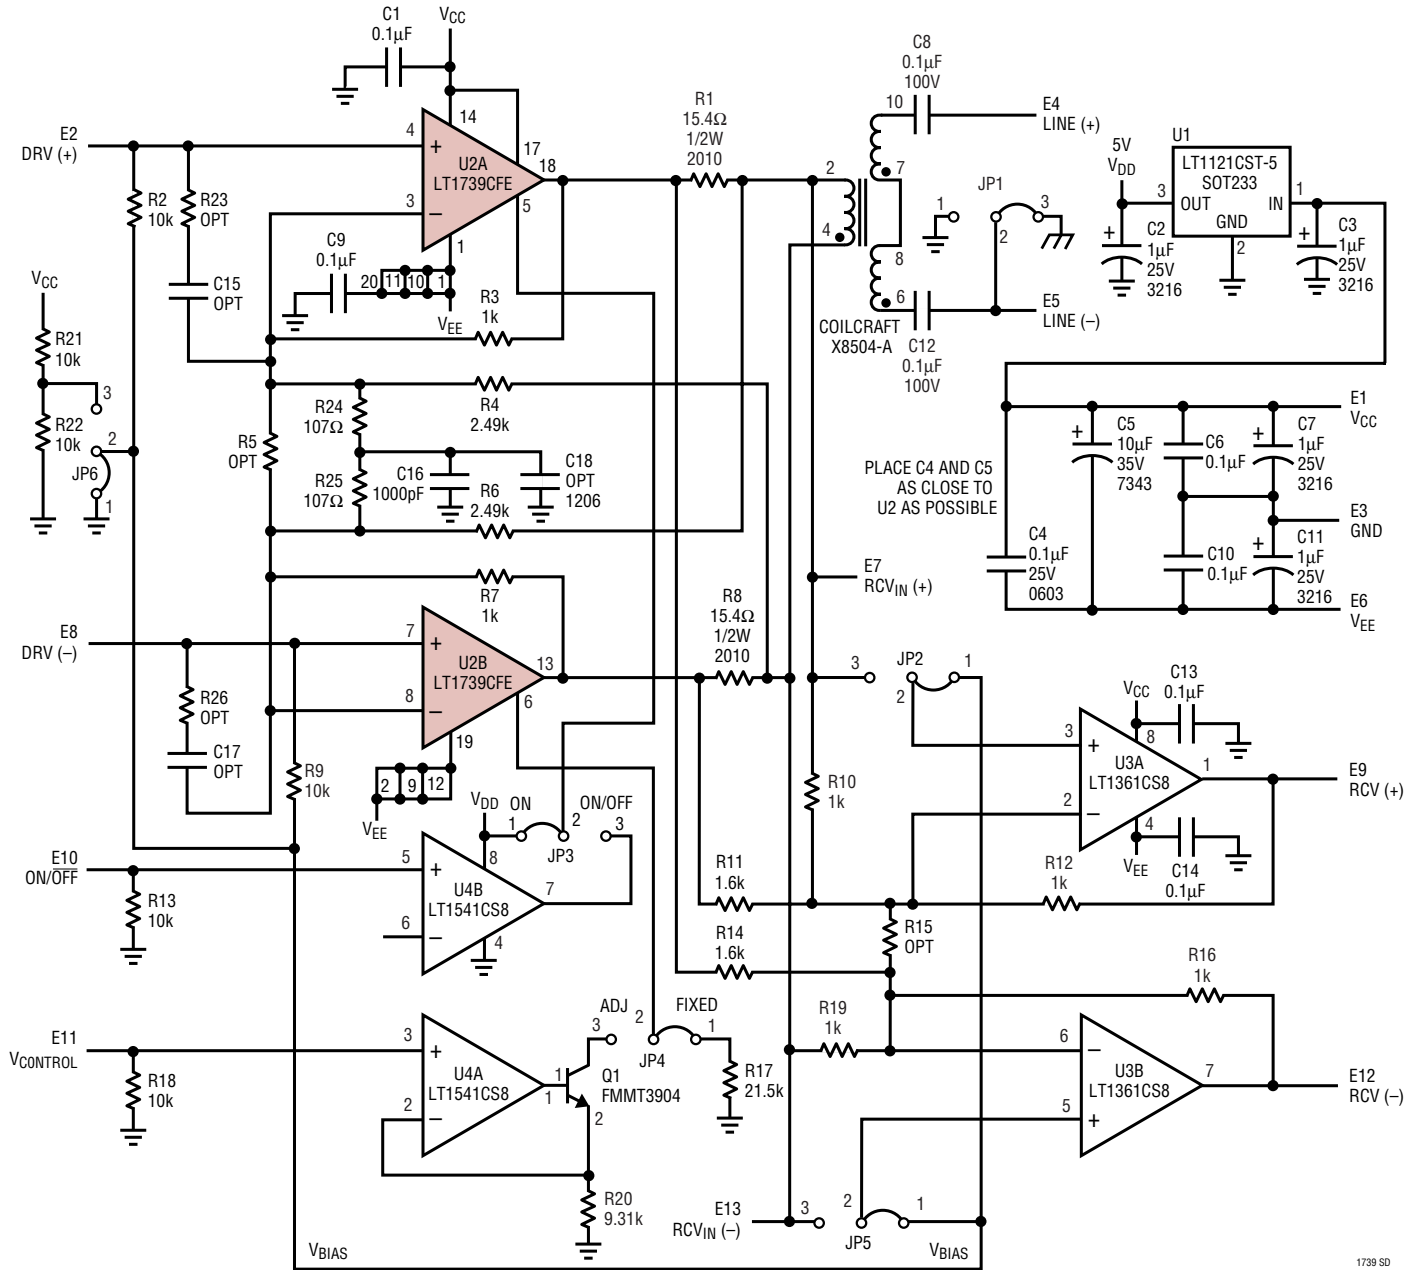 C1
0.1µF
VCC
E2
DRV (+)
R2
10k
R23
OPT
C15
OPT
4
+
14
U2A
LT1739CFE
17
18
5
3
–
1
C9
0.1µF
20
11
10
1
VEE
R3
1k
VCC
R21
10k
3
R22
10k
2
JP6
1
R5
OPT
R24
107Ω
R25
107Ω
R4
2.49k
C16
1000pF
R6
2.49k
C18
OPT
1206
R7
1k
R1
15.4Ω
1/2W
2010
2
4
COILCRAFT
X8504-A
10
7
8
6
C8
0.1µF
100V
E4
LINE (+)
C12
0.1µF
100V
E5
LINE (–)
JP1
1
2
3
5V
VDD
U1
LT1121CST-5
SOT233
3
OUT
IN
1
GND
2
+
C2
1µF
25V
3216
+
C3
1µF
25V
3216
E1
VCC
PLACE C4 AND C5
AS CLOSE TO
U2 AS POSSIBLE
C4
0.1µF
25V
0603
+
C5
10µF
35V
7343
C6
0.1µF
+
C7
1µF
25V
3216
E3
GND
C10
0.1µF
+
C11
1µF
25V
3216
E6
VEE
E7
RCVIN (+)
E8
DRV (–)
R26
OPT
C17
OPT
R9
10k
7
+
U2B
LT1739CFE
13
6
8
–
19
2
9
12
VEE
R8
15.4Ω
1/2W
2010
3
JP2
2
1
R10
1k
VCC
C13
0.1µF
8
3
+
U3A
LT1361CS8
1
2
–
4
VEE
C14
0.1µF
E9
RCV (+)
VDD
ON
1
2
ON/OFF
3
JP3
E10
ON/OFF
R13
10k
5
+
8
U4B
LT1541CS8
7
6
–
4
R11
1.6k
R12
1k
R14
1.6k
R15
OPT
R16
1k
R19
1k
6
–
U3B
LT1361CS8
7
5
+
E12
RCV (–)
E11
VCONTROL
R18
10k
3
+
U4A
LT1541CS8
1
2
–
1
Q1
FMMT3904
2
ADJ
3
2
FIXED
1
JP4
R17
21.5k
R20
9.31k
E13
RCVIN (–)
3
2
1
JP5
VBIAS
VBIAS
1739 SD